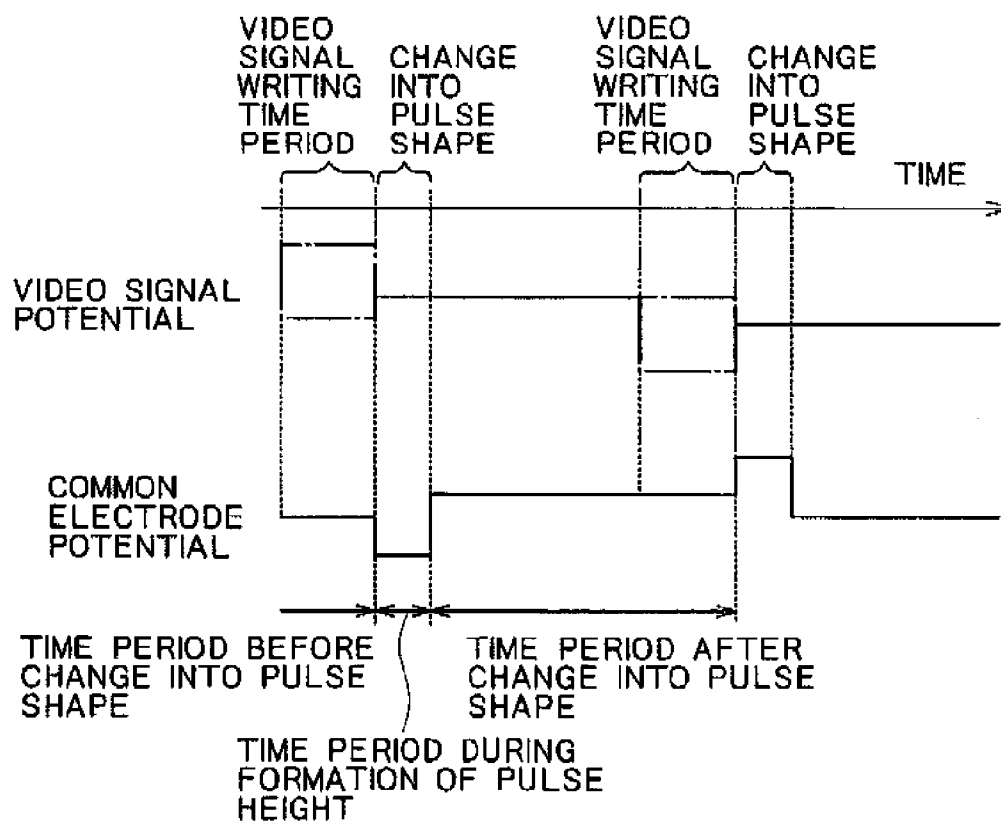 VIDEO
SIGNAL
WRITING
TIME
PERIOD
CHANGE
INTO
PULSE
SHAPE
VIDEO
SIGNAL
WRITING
TIME
PERIOD
CHANGE
INTO
PULSE
SHAPE
TIME
VIDEO SIGNAL
POTENTIAL
COMMON
ELECTRODE
POTENTIAL
TIME PERIOD BEFORE
CHANGE INTO PULSE
SHAPE
TIME PERIOD AFTER
CHANGE INTO PULSE
SHAPE
TIME PERIOD DURING
FORMATION OF PULSE
HEIGHT